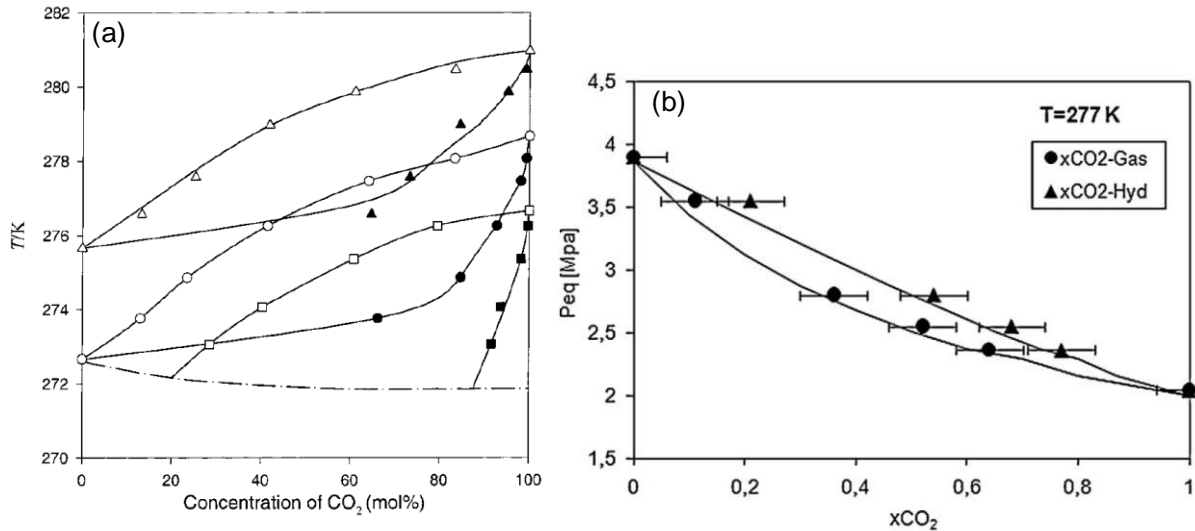 (a)
282
280
278
276
274
272
270
T/K
0
20
40
60
80
100
Concentration of CO₂ (mol%)
(b)
T=277 K
xCO2-Gas
xCO2-Hyd
4,5
4
3,5
3
2,5
2
1,5
Peq [Mpa]
0
0,2
0,4
0,6
0,8
1
xCO₂